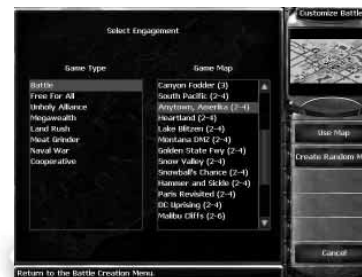 Customize Battle
Select Engagement
Game Type
Game Map
Battle
Free For All
Unholy Alliance
Megawealth
Land Rush
Meat Grinder
Naval War
Cooperative
Canyon Fodder (3)
South Pacific (2-4)
Anytown, Amerika (2-4)
Heartland (2-4)
Lake Blitzen (2-4)
Montana DMZ (2-4)
Golden State Fwy (2-4)
Snow Valley (2-4)
Snowball's Chance (2-4)
Hammer and Sickle (2-4)
Paris Revisited (2-4)
DC Uprising (2-4)
Malibu Cliffs (2-6)
Use Map
Create Random M
Cancel
Return to the Battle Creation Menu.